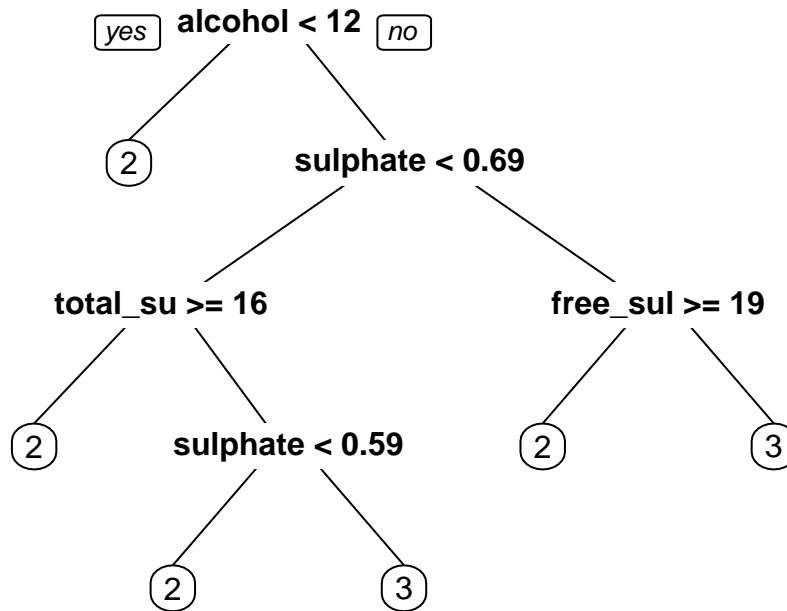 yes alcohol < 12 no
2 sulphate < 0.69
total_su >= 16 free_sul >= 19
2 sulphate < 0.59 2 3
2 3